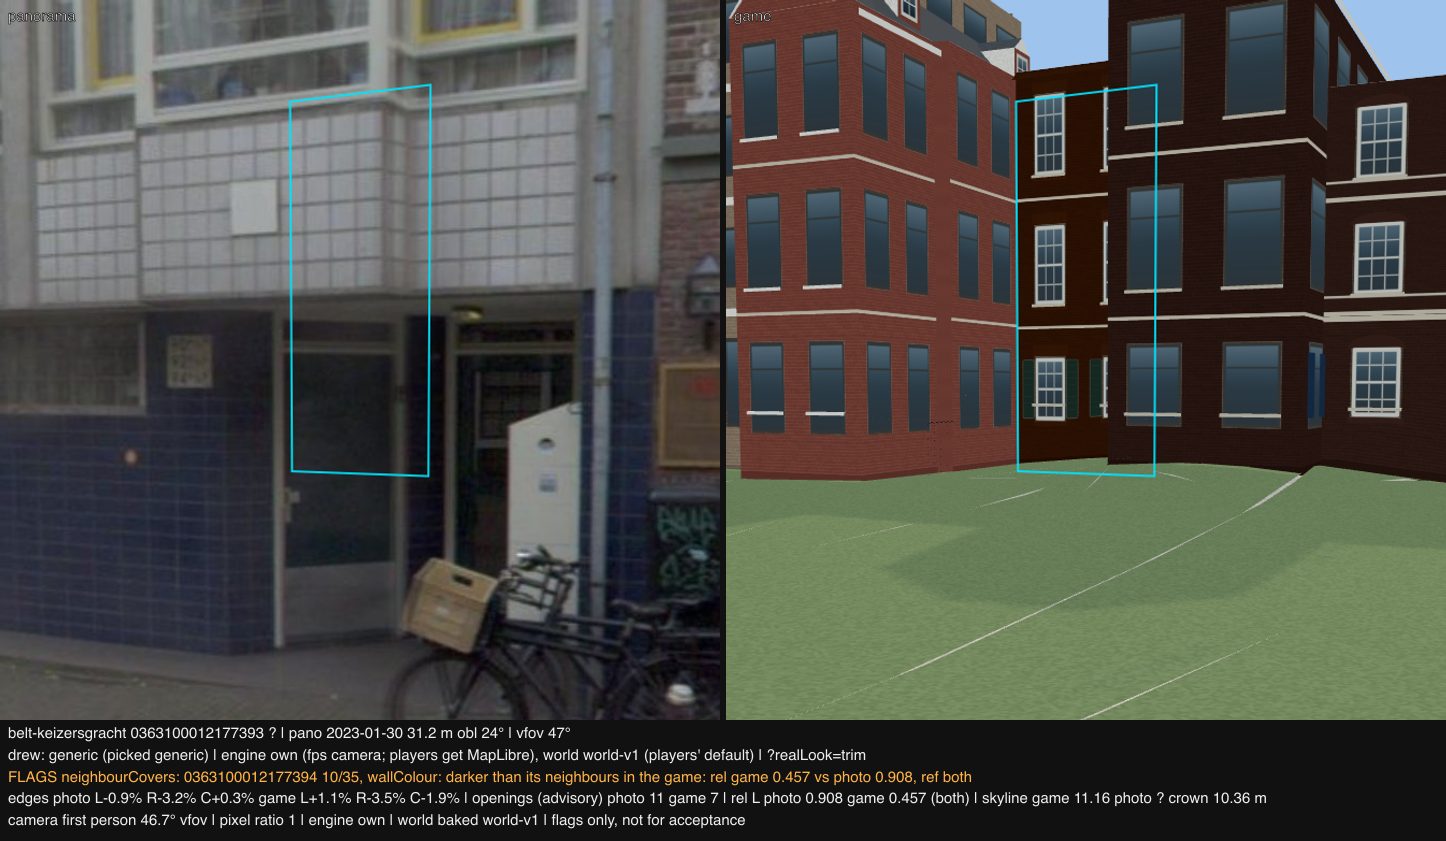 panorama
game
belt-keizersgracht 0363100012177393 ? | pano 2023-01-30 31.2 m obl 24° | vfov 47°
drew: generic (picked generic) | engine own (fps camera; players get MapLibre), world world-v1 (players' default) | ?realLook=trim
FLAGS neighbourCovers: 0363100012177394 10/35, wallColour: darker than its neighbours in the game: rel game 0.457 vs photo 0.908, ref both
edges photo L-0.9% R-3.2% C+0.3% game L+1.1% R-3.5% C-1.9% | openings (advisory) photo 11 game 7 | rel L photo 0.908 game 0.457 (both) | skyline game 11.16 photo ? crown 10.36 m
camera first person 46.7° vfov | pixel ratio 1 | engine own | world baked world-v1 | flags only, not for acceptance